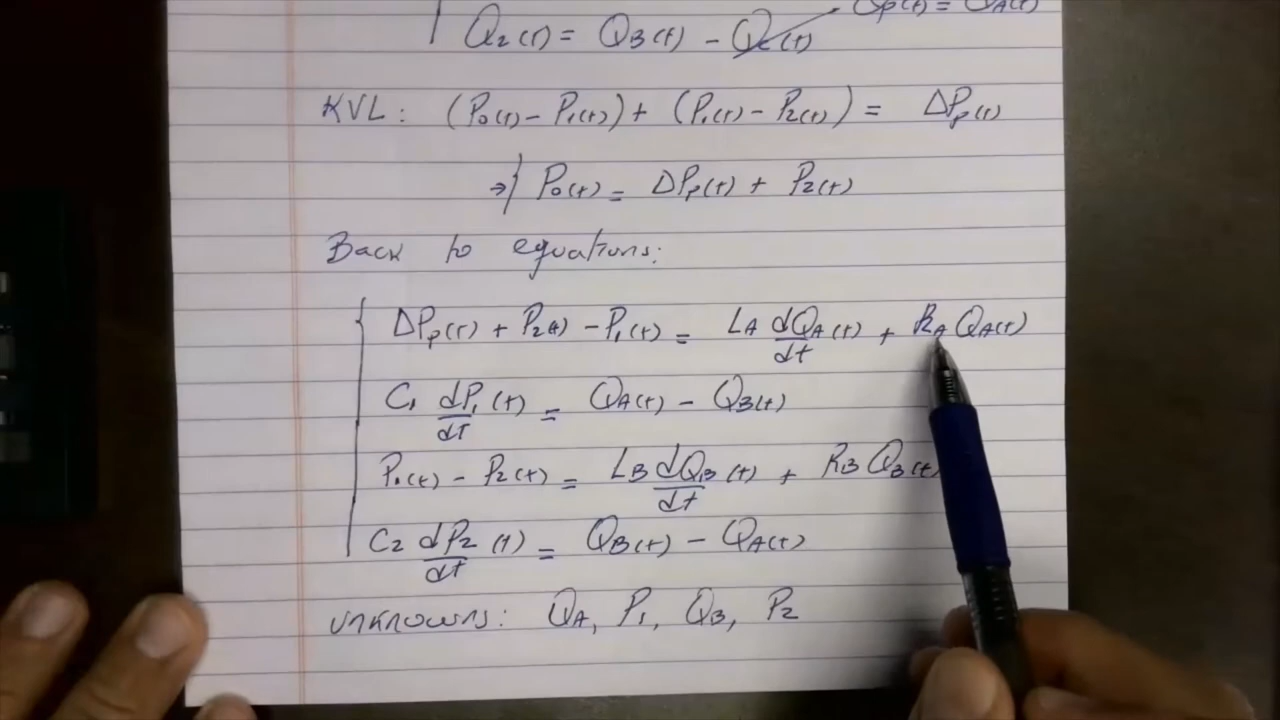 Qp(t) = QA(t)
Q2(t) = QB(t) - Qc(t)
KVL: (P0(t) - P1(t)) + (P1(t) - P2(t)) = ΔPp(t)
⇒ { P0(t) = ΔPp(t) + P2(t)
Back to equations:
ΔPp(t) + P2(t) - P1(t) = LA dQA(t)/dt + RA QA(t)
C1 dP1(t)/dt = QA(t) - QB(t)
P1(t) - P2(t) = LB dQB(t)/dt + RB QB(t)
C2 dP2(t)/dt = QB(t) - QA(t)
unknowns: QA, P1, QB, P2